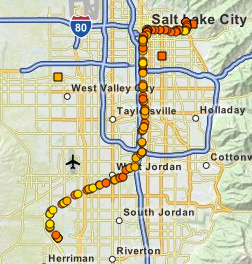 Salt Lake City
80
West Valley City
Taylorsville
Holladay
West Jordan
Cottonw
South Jordan
Riverton
Herriman